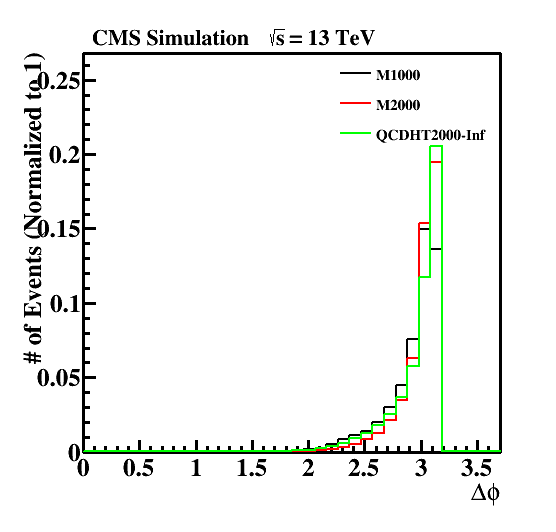 CMS Simulation √s = 13 TeV
# of Events (Normalized to 1)
0.25
0.2
0.15
0.1
0.05
0
M1000
M2000
QCDHT2000-Inf
0 0.5 1 1.5 2 2.5 3 3.5
Δϕ